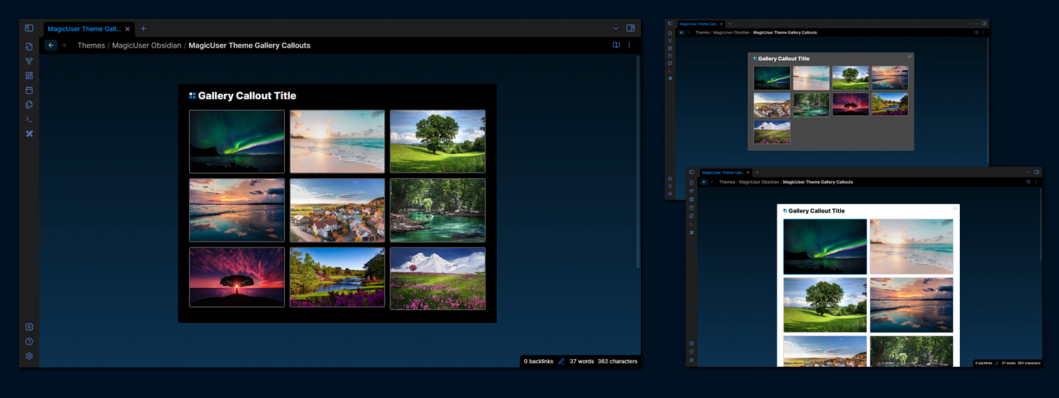 MagicUser Theme Gall...
Themes / MagicUser Obsidian / MagicUser Theme Gallery Callouts
Gallery Callout Title
0 backlinks 37 words 362 characters
MagicUser Theme Gall...
Themes / MagicUser Obsidian / MagicUser Theme Gallery Callouts
Gallery Callout Title
MagicUser Theme Gall...
Themes / MagicUser Obsidian / MagicUser Theme Gallery Callouts
Gallery Callout Title
0 backlinks 37 words 362 characters